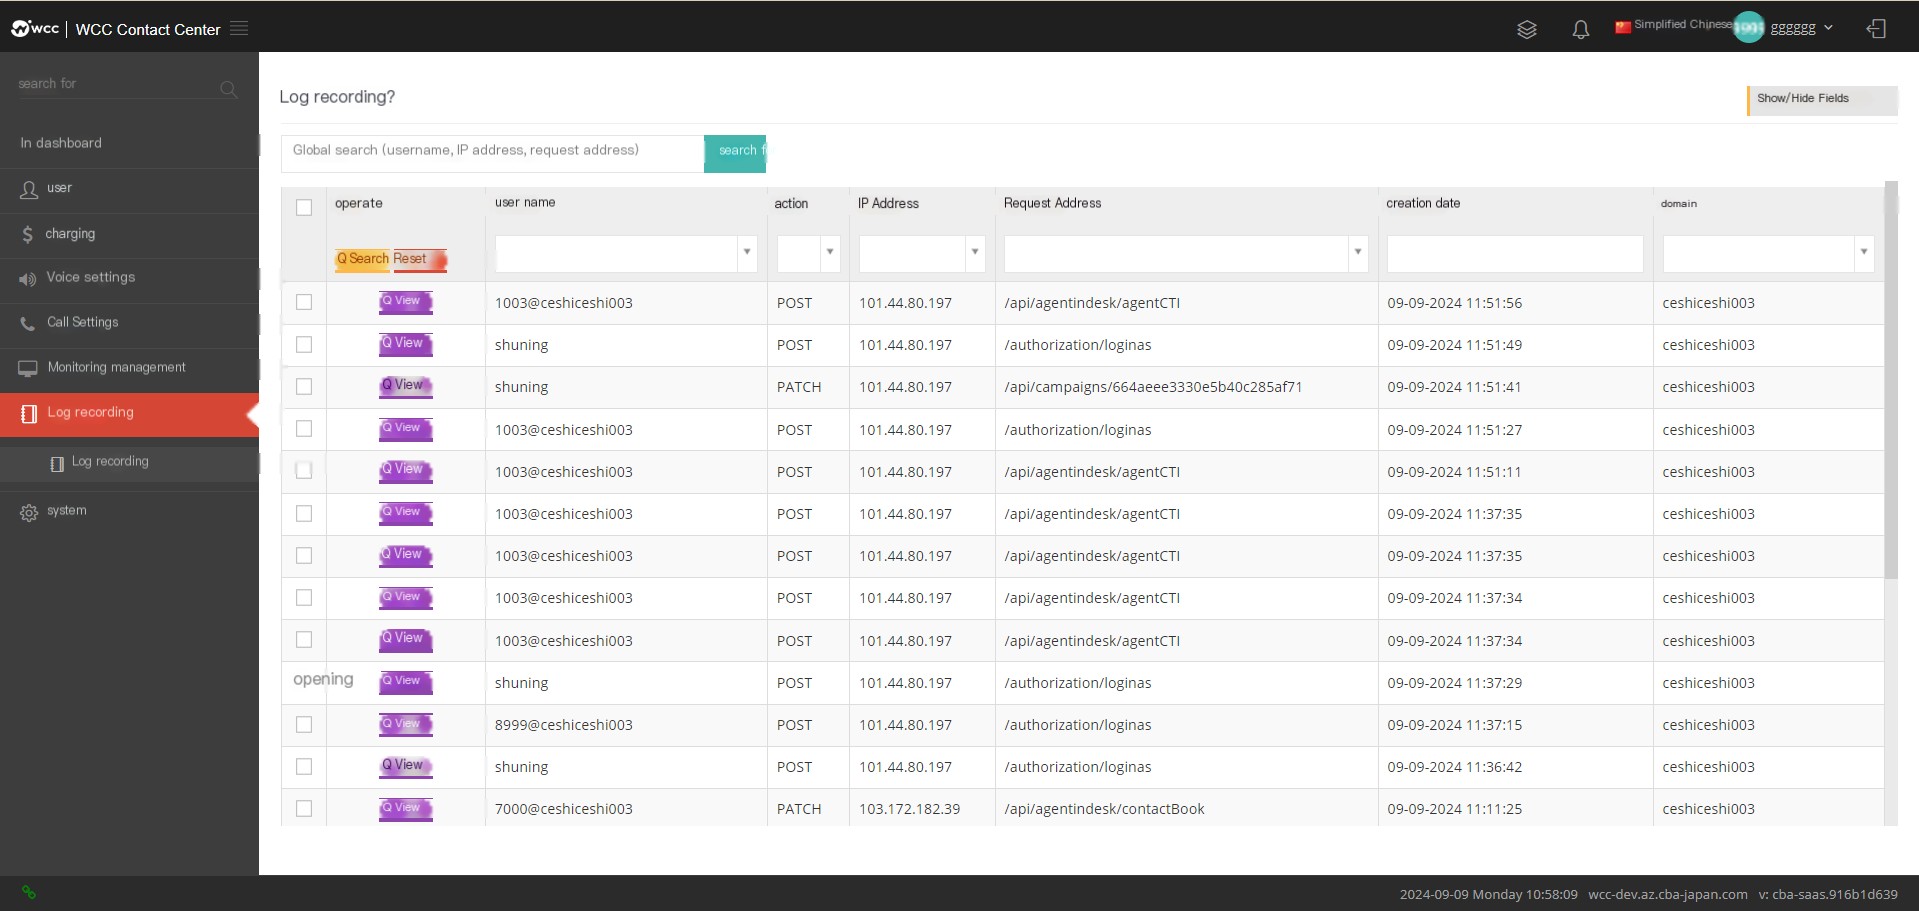 wcc | WCC Contact Center
Simplified Chinese
gggggg
search for
In dashboard
user
charging
Voice settings
Call Settings
Monitoring management
Log recording
Log recording
system
Log recording?
Show/Hide Fields
Global search (username, IP address, request address)
search f
operate user name action IP Address Request Address creation date domain
Q Search Reset
Q View 1003@ceshiceshi003 POST 101.44.80.197 /api/agentindesk/agentCTI 09-09-2024 11:51:56 ceshiceshi003
Q View shuning POST 101.44.80.197 /authorization/loginas 09-09-2024 11:51:49 ceshiceshi003
Q View shuning PATCH 101.44.80.197 /api/campaigns/664aeee3330e5b40c285af71 09-09-2024 11:51:41 ceshiceshi003
Q View 1003@ceshiceshi003 POST 101.44.80.197 /authorization/loginas 09-09-2024 11:51:27 ceshiceshi003
Q View 1003@ceshiceshi003 POST 101.44.80.197 /api/agentindesk/agentCTI 09-09-2024 11:51:11 ceshiceshi003
Q View 1003@ceshiceshi003 POST 101.44.80.197 /api/agentindesk/agentCTI 09-09-2024 11:37:35 ceshiceshi003
Q View 1003@ceshiceshi003 POST 101.44.80.197 /api/agentindesk/agentCTI 09-09-2024 11:37:35 ceshiceshi003
Q View 1003@ceshiceshi003 POST 101.44.80.197 /api/agentindesk/agentCTI 09-09-2024 11:37:34 ceshiceshi003
Q View 1003@ceshiceshi003 POST 101.44.80.197 /api/agentindesk/agentCTI 09-09-2024 11:37:34 ceshiceshi003
opening Q View shuning POST 101.44.80.197 /authorization/loginas 09-09-2024 11:37:29 ceshiceshi003
Q View 8999@ceshiceshi003 POST 101.44.80.197 /authorization/loginas 09-09-2024 11:37:15 ceshiceshi003
Q View shuning POST 101.44.80.197 /authorization/loginas 09-09-2024 11:36:42 ceshiceshi003
Q View 7000@ceshiceshi003 PATCH 103.172.182.39 /api/agentindesk/contactBook 09-09-2024 11:11:25 ceshiceshi003
2024-09-09 Monday 10:58:09 wcc-dev.az.cba-japan.com v: cba-saas.916b1d639